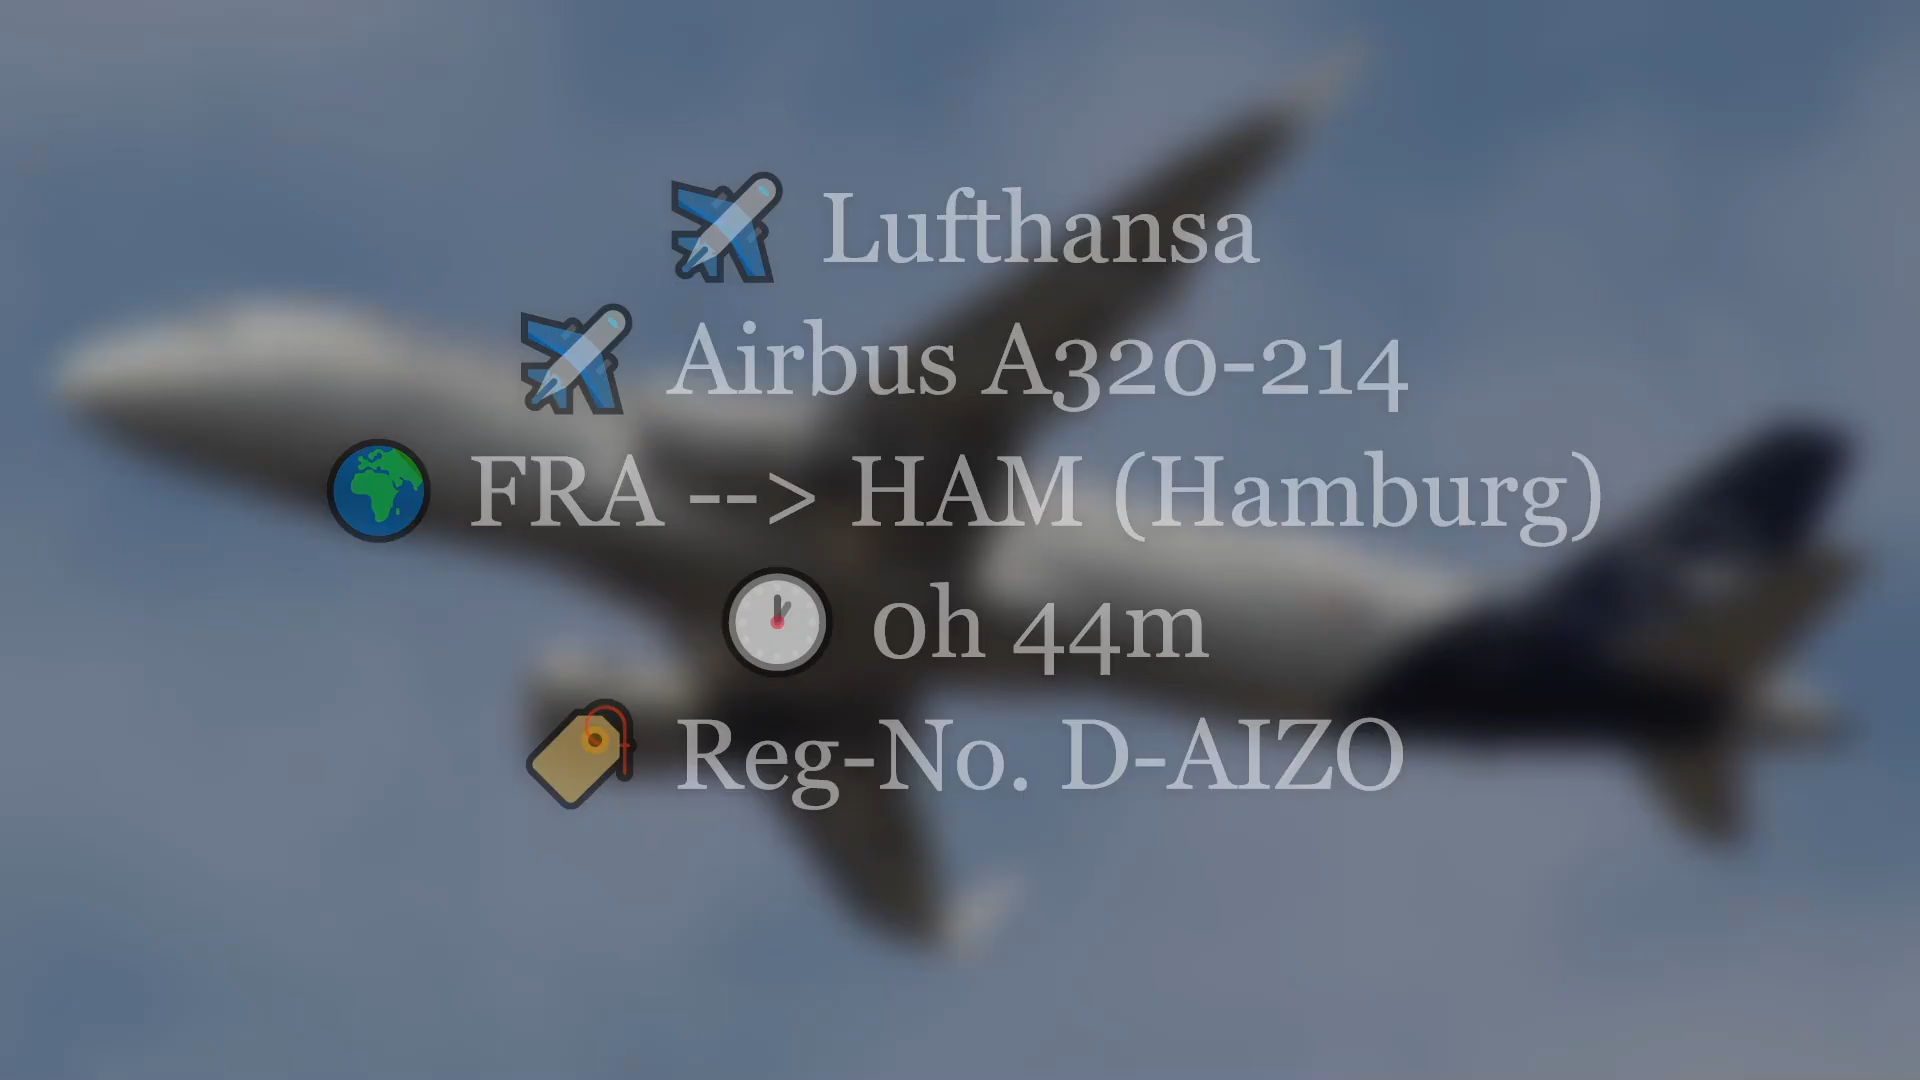 ✈️ Lufthansa
✈️ Airbus A320-214
🌍 FRA --> HAM (Hamburg)
🕐 0h 44m
🏷️ Reg-No. D-AIZO